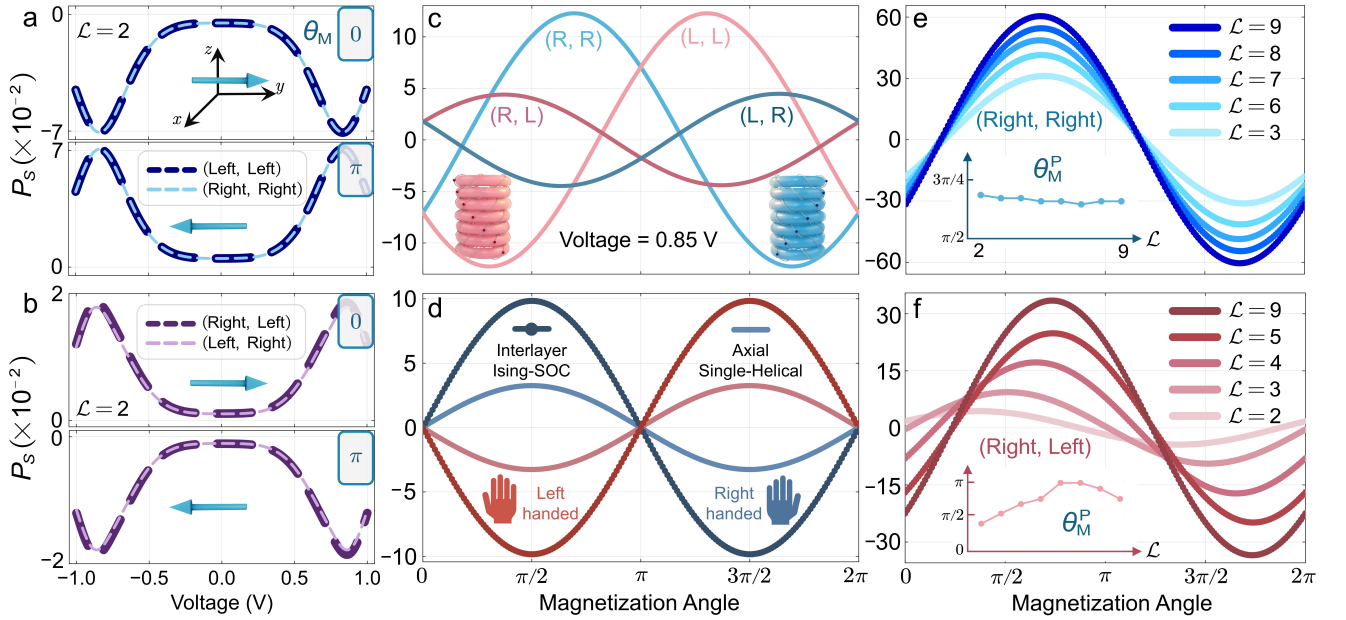 a
ℒ = 2
θ_M
0
z
y
x
0
−7
7
0
(Left, Left)
(Right, Right)
π
P_S (×10⁻²)
b
2
0
(Right, Left)
(Left, Right)
0
ℒ = 2
0
−2
π
P_S (×10⁻²)
−1.0
−0.5
0.0
0.5
1.0
Voltage (V)
c
10
5
0
−5
−10
(R, R)
(L, L)
(R, L)
(L, R)
Voltage = 0.85 V
d
10
5
0
−5
−10
Interlayer
Ising-SOC
Axial
Single-Helical
Left
handed
Right
handed
0
π/2
π
3π/2
2π
Magnetization Angle
e
60
30
0
−30
−60
ℒ = 9
ℒ = 8
ℒ = 7
ℒ = 6
ℒ = 3
(Right, Right)
θ_M^P
3π/4
π/2
2
9
ℒ
f
30
15
0
−15
−30
ℒ = 9
ℒ = 5
ℒ = 4
ℒ = 3
ℒ = 2
(Right, Left)
π
π/2
0
θ_M^P
ℒ
0
π/2
π
3π/2
2π
Magnetization Angle